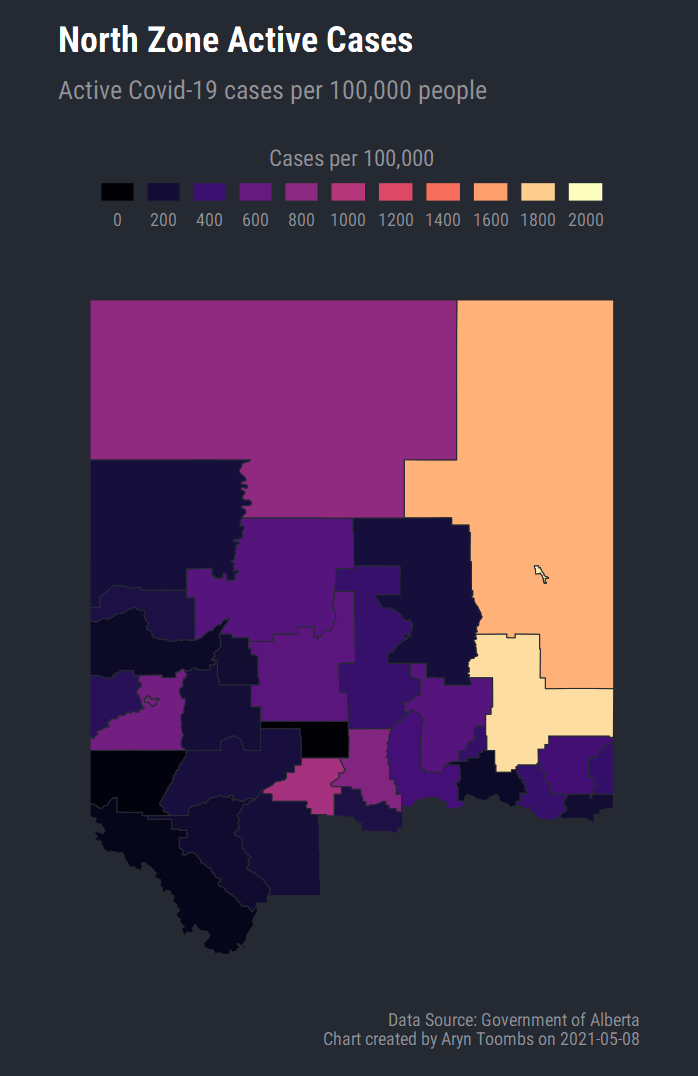 North Zone Active Cases
Active Covid-19 cases per 100,000 people
Cases per 100,000
0 200 400 600 800 1000 1200 1400 1600 1800 2000
Data Source: Government of Alberta
Chart created by Aryn Toombs on 2021-05-08